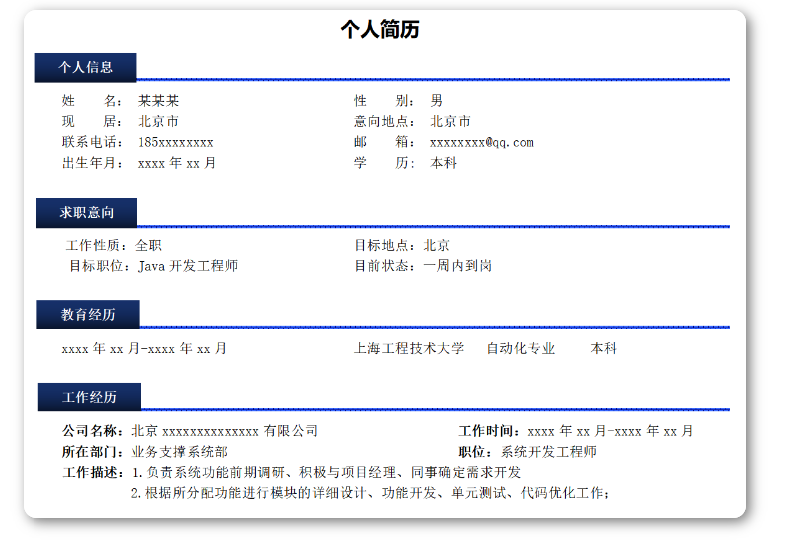 个人简历
个人信息
姓 名： 某某某 性 别： 男
现 居： 北京市 意向地点： 北京市
联系电话： 185xxxxxxxx 邮 箱： xxxxxxxx@qq.com
出生年月： xxxx 年 xx 月 学 历： 本科
求职意向
工作性质：全职 目标地点：北京
目标职位：Java 开发工程师 目前状态：一周内到岗
教育经历
xxxx 年 xx 月-xxxx 年 xx 月 上海工程技术大学 自动化专业 本科
工作经历
公司名称：北京 xxxxxxxxxxxxxx 有限公司 工作时间：xxxx 年 xx 月-xxxx 年 xx 月
所在部门：业务支撑系统部 职位：系统开发工程师
工作描述：1.负责系统功能前期调研、积极与项目经理、同事确定需求开发
2.根据所分配功能进行模块的详细设计、功能开发、单元测试、代码优化工作；